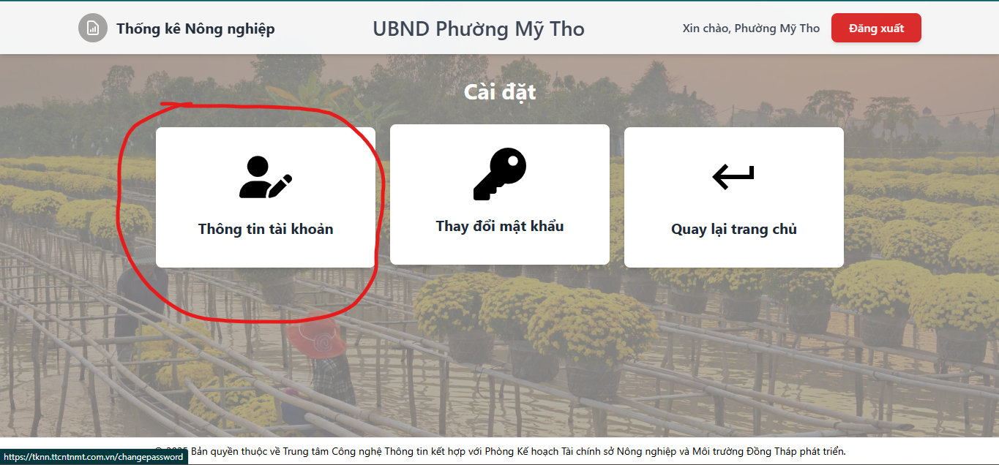 Thống kê Nông nghiệp
UBND Phường Mỹ Tho
Xin chào, Phường Mỹ Tho
Đăng xuất
Cài đặt
Thông tin tài khoản
Thay đổi mật khẩu
Quay lại trang chủ
© 2025 Bản quyền thuộc về Trung tâm Công nghệ Thông tin kết hợp với Phòng Kế hoạch Tài chính sở Nông nghiệp và Môi trường Đồng Tháp phát triển.
https://tknn.ttcntnmt.com.vn/changepassword